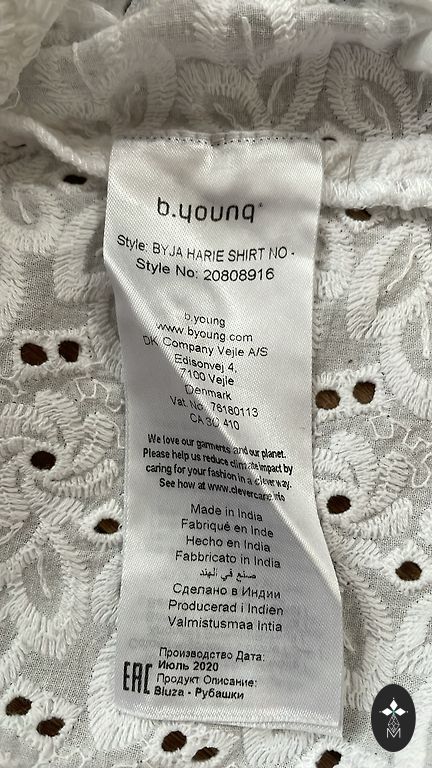 b.young
Style: BYJA HARIE SHIRT NO -
Style No: 20808916
b.young
www.byoung.com
DK Company Vejle A/S
Edisonvej 4,
7100 Vejle
Denmark
Vat No. 76180113
CA 30 410
We love our garments and our planet.
Please help us reduce climate impact by
caring for your fashion in a clever way.
See how at www.clevercare.info
Made in India
Fabriqué en Inde
Hecho en India
Fabbricato in India
صنع في الهند
Сделано в Индии
Producerad i Indien
Valmistusmaa Intia
Производство Дата:
Июль 2020
Продукт Описание:
Bluza - Рубашки
EAC
M